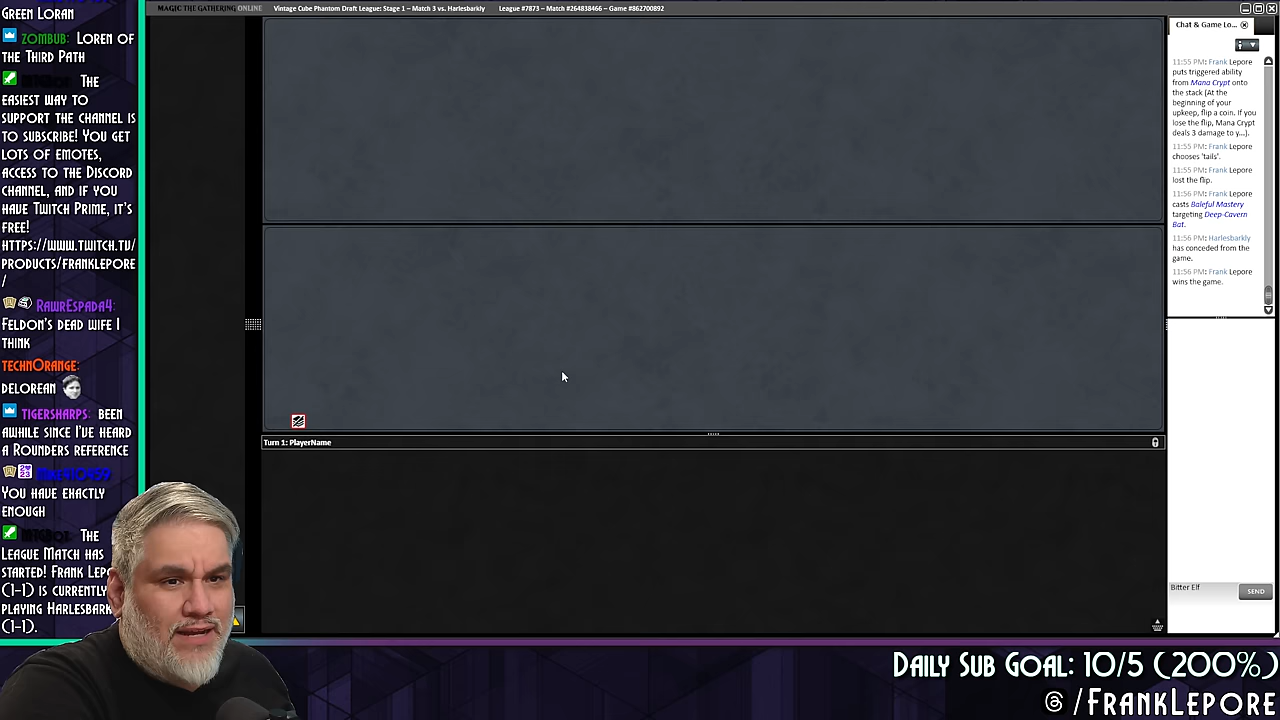 Green Loran
Zombub: Loren of
the Third Path
The
easiest way to
support the channel is
to subscribe! You get
lots of emotes,
access to the Discord
channel, and if you
have Twitch Prime, it's
free!
https://www.twitch.tv/
products/franklepore
/
RawrEspada4:
Feldon's dead wife I
think
technOrange:
delorean
tigersharps: been
awhile since I've heard
a Rounders reference
Mike410459:
You have exactly
enough
MTGBot: The
League Match has
started! Frank Lepo
(1-1) is currently
playing Harlesbark
(1-1).
MAGIC THE GATHERING ONLINE Vintage Cube Phantom Draft League: Stage 1 – Match 3 vs. Harlesbarkly League #7873 – Match #264838466 – Game #862700892
Turn 1: PlayerName
Chat & Game Lo...
11:55 PM: Frank Lepore
puts triggered ability
from Mana Crypt onto
the stack (At the
beginning of your
upkeep, flip a coin. If you
lose the flip, Mana Crypt
deals 3 damage to y...).
11:55 PM: Frank Lepore
chooses 'tails'.
11:55 PM: Frank Lepore
lost the flip.
11:56 PM: Frank Lepore
casts Baleful Mastery
targeting Deep-Cavern
Bat.
11:56 PM: Harlesbarkly
has conceded from the
game.
11:56 PM: Frank Lepore
wins the game.
Bitter Elf
SEND
Daily Sub Goal: 10/5 (200%)
@/FrankLepore